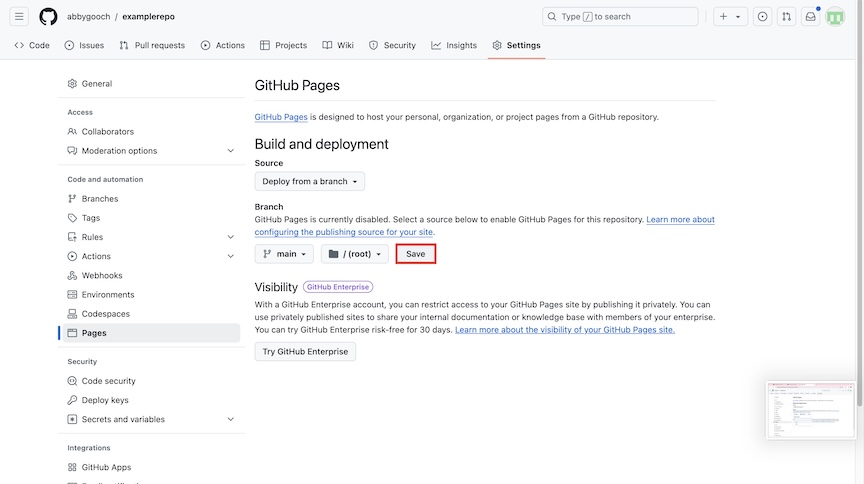 abbygooch / examplerepo
Type / to search
Code Issues Pull requests Actions Projects Wiki Security Insights Settings
General
Access
Collaborators
Moderation options
Code and automation
Branches
Tags
Rules
Actions
Webhooks
Environments
Codespaces
Pages
Security
Code security
Deploy keys
Secrets and variables
Integrations
GitHub Apps
GitHub Pages
GitHub Pages is designed to host your personal, organization, or project pages from a GitHub repository.
Build and deployment
Source
Deploy from a branch
Branch
GitHub Pages is currently disabled. Select a source below to enable GitHub Pages for this repository. Learn more about
configuring the publishing source for your site.
main / (root) Save
Visibility GitHub Enterprise
With a GitHub Enterprise account, you can restrict access to your GitHub Pages site by publishing it privately. You can
use privately published sites to share your internal documentation or knowledge base with members of your enterprise.
You can try GitHub Enterprise risk-free for 30 days. Learn more about the visibility of your GitHub Pages site.
Try GitHub Enterprise